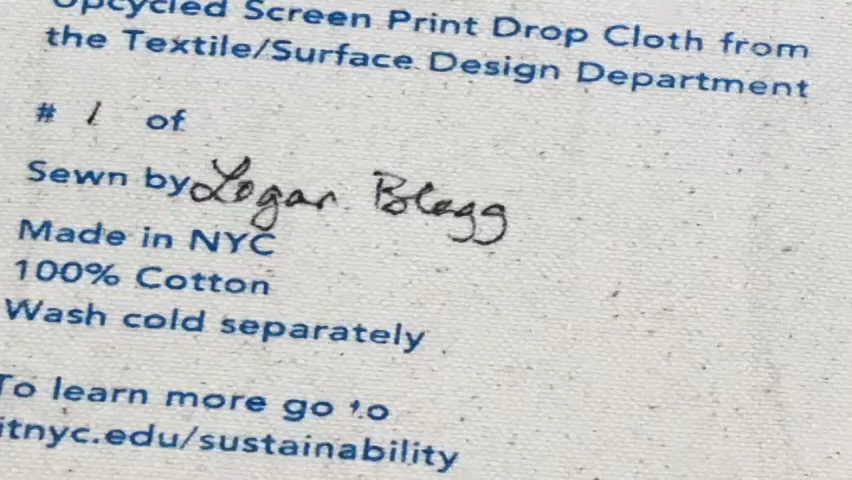 Upcycled Screen Print Drop Cloth from
the Textile/Surface Design Department
# 1 of
Sewn by Logan Blagg
Made in NYC
100% Cotton
Wash cold separately
To learn more go to
itnyc.edu/sustainability